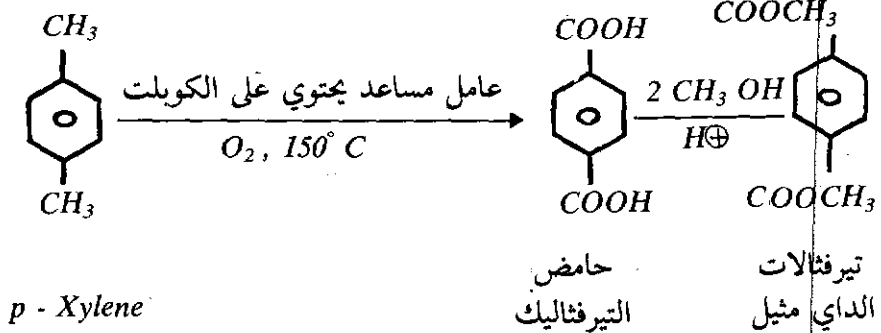 CH₃ COOH COOCH₃
عامل مساعد يحتوي على الكوبلت 2 CH₃ OH
O₂ , 150° C H⊕
CH₃ COOH COOCH₃
حامض تيرفثالات
p - Xylene التيرفثاليك الداي مثيل